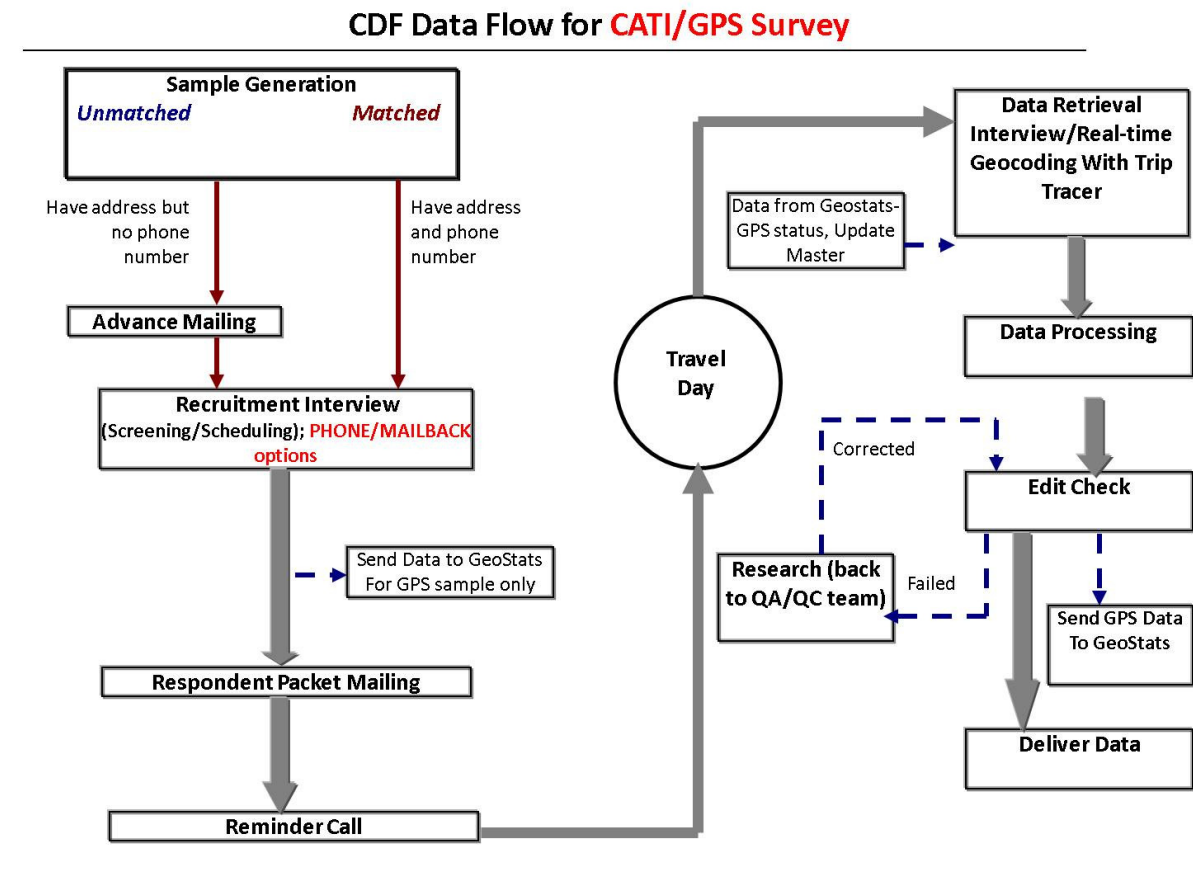 CDF Data Flow for CATI/GPS Survey
Sample Generation
Unmatched Matched
Have address but
no phone
number
Have address
and phone
number
Advance Mailing
Recruitment Interview
(Screening/Scheduling); PHONE/MAILBACK
options
Send Data to GeoStats
For GPS sample only
Respondent Packet Mailing
Reminder Call
Travel
Day
Data Retrieval
Interview/Real-time
Geocoding With Trip
Tracer
Data from Geostats-
GPS status, Update
Master
Data Processing
Corrected
Edit Check
Research (back
to QA/QC team)
Failed
Send GPS Data
To GeoStats
Deliver Data